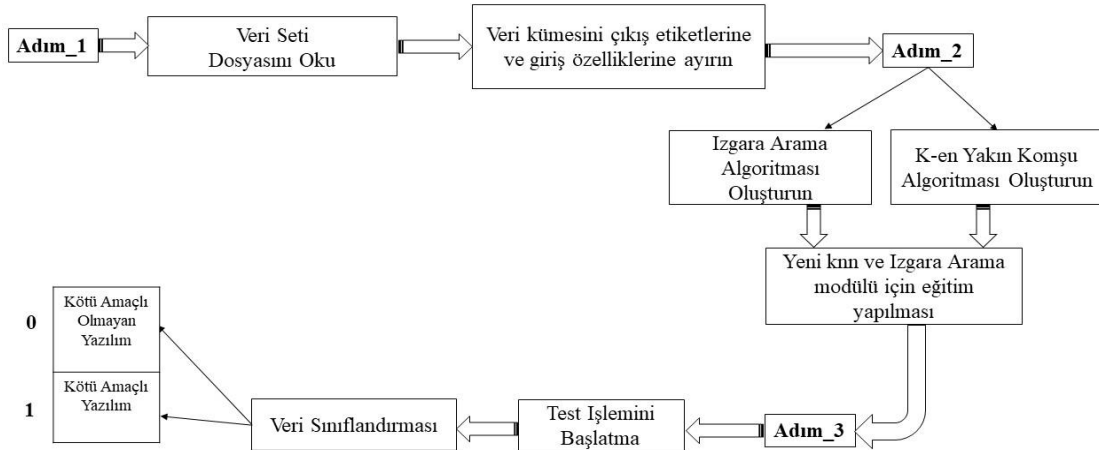 Adım_1
Veri Seti
Dosyasını Oku
Veri kümesini çıkış etiketlerine
ve giriş özelliklerine ayırın
Adım_2
Izgara Arama
Algoritması
Oluşturun
K-en Yakın Komşu
Algoritması Oluşturun
Yeni knn ve Izgara Arama
modülü için eğitim
yapılması
Adım_3
Test Işlemini
Başlatma
Veri Sınıflandırması
0
Kötü Amaçlı
Olmayan
Yazılım
1
Kötü Amaçlı
Yazılım